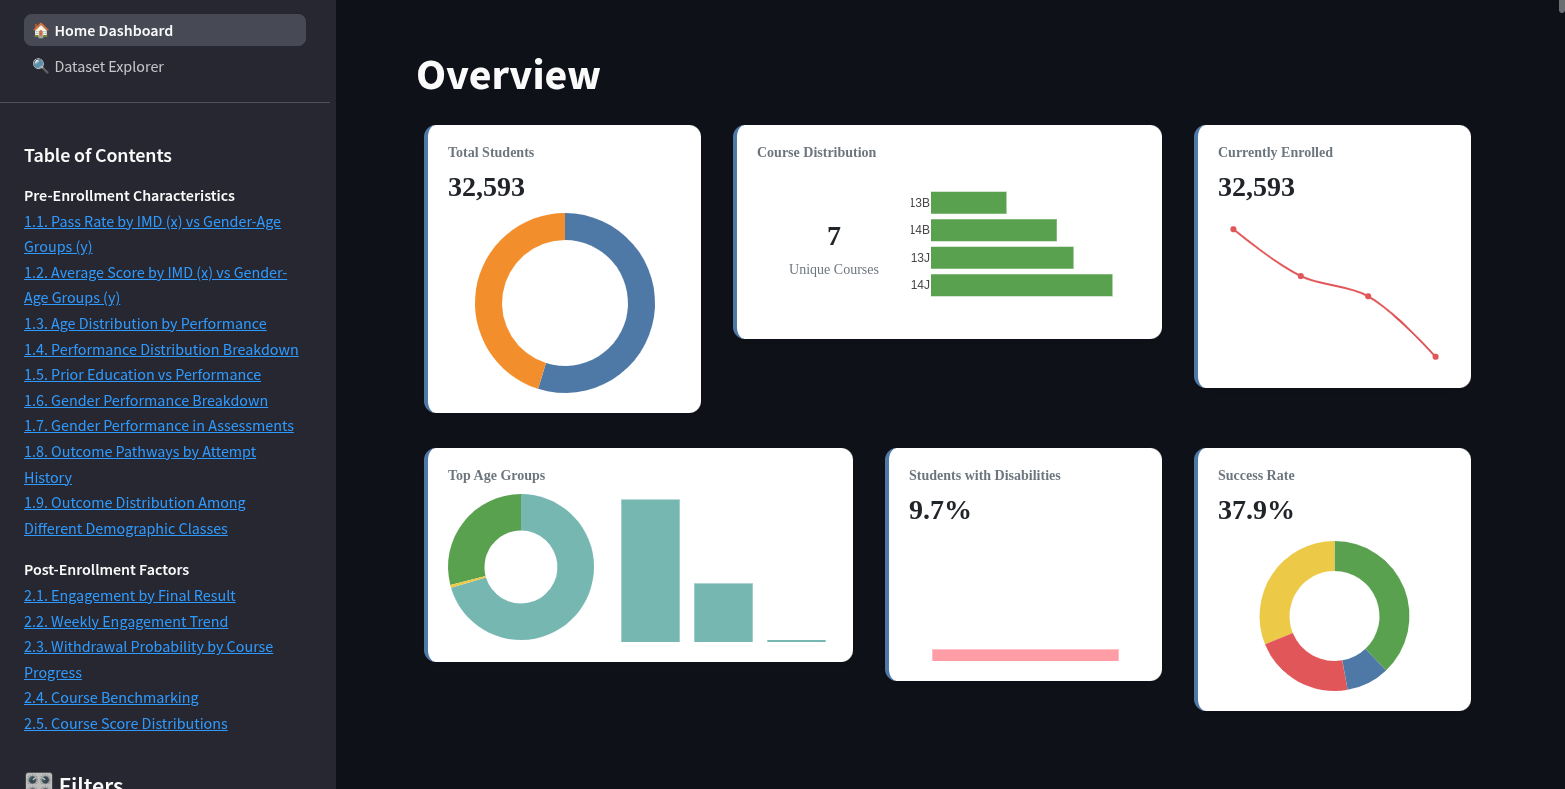 🏠 Home Dashboard
🔍 Dataset Explorer
Table of Contents
Pre-Enrollment Characteristics
1.1. Pass Rate by IMD (x) vs Gender-Age
Groups (y)
1.2. Average Score by IMD (x) vs Gender-
Age Groups (y)
1.3. Age Distribution by Performance
1.4. Performance Distribution Breakdown
1.5. Prior Education vs Performance
1.6. Gender Performance Breakdown
1.7. Gender Performance in Assessments
1.8. Outcome Pathways by Attempt
History
1.9. Outcome Distribution Among
Different Demographic Classes
Post-Enrollment Factors
2.1. Engagement by Final Result
2.2. Weekly Engagement Trend
2.3. Withdrawal Probability by Course
Progress
2.4. Course Benchmarking
2.5. Course Score Distributions
🎛️ Filters
Overview
Total Students
32,593
Course Distribution
7
Unique Courses
13B
14B
13J
14J
Currently Enrolled
32,593
Top Age Groups
Students with Disabilities
9.7%
Success Rate
37.9%